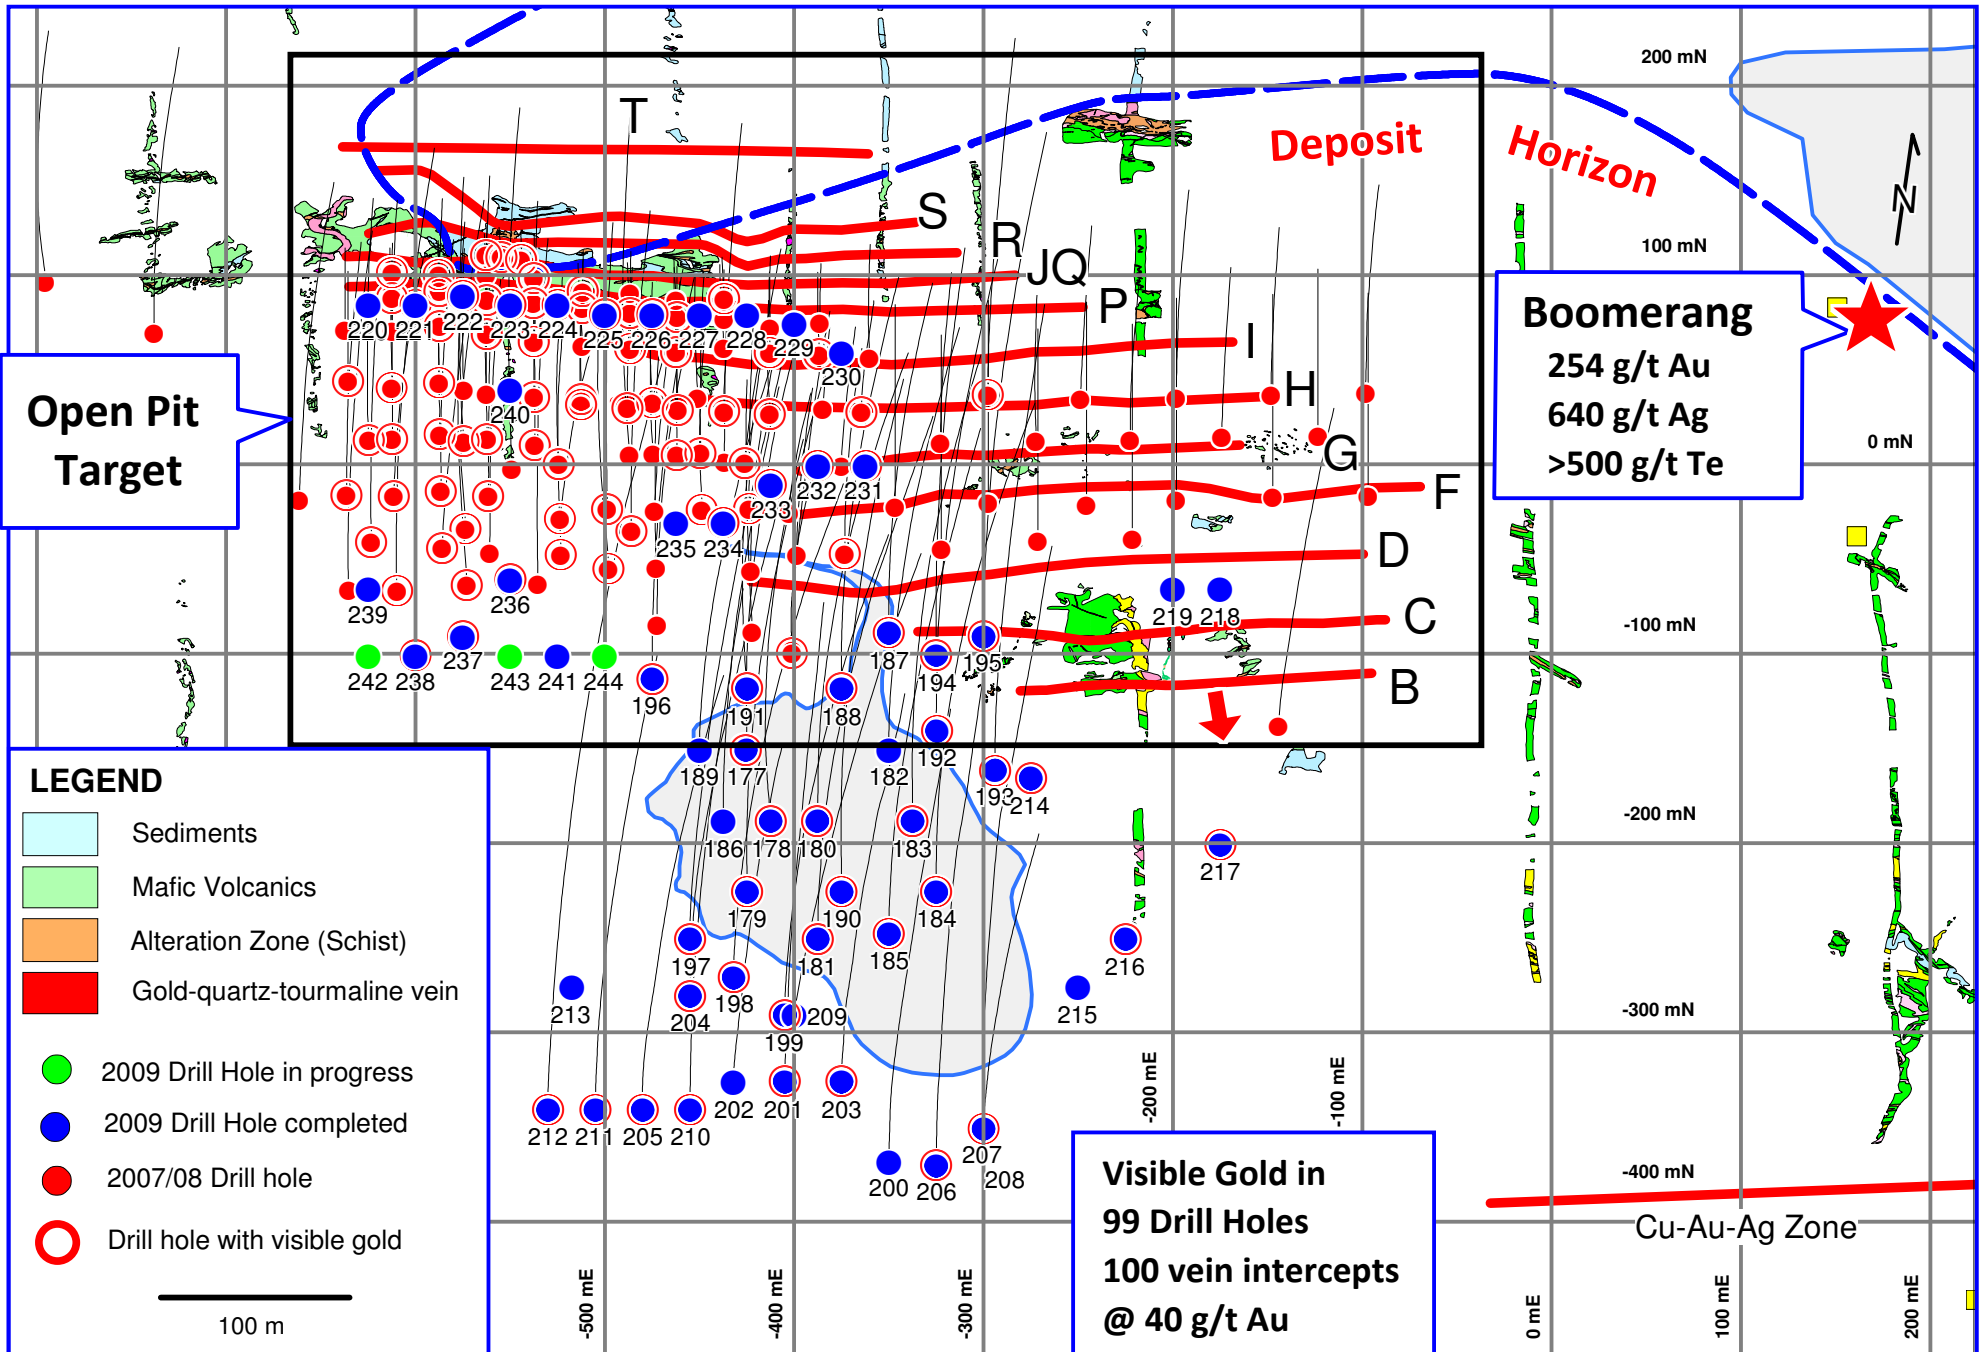 200 mN
T
Deposit
Horizon
N
S
R
100 mN
JQ
P
Boomerang
254 g/t Au
640 g/t Ag
>500 g/t Te
220
221
222
223
224
225
226
227
228
229
I
230
Open Pit
Target
240
H
0 mN
G
232
231
F
233
235
234
D
239
236
219
218
C
-100 mN
237
187
195
242
238
243
241
244
194
196
191
188
B
192
189
177
182
193
214
LEGEND
Sediments
Mafic Volcanics
Alteration Zone (Schist)
Gold-quartz-tourmaline vein
2009 Drill Hole in progress
2009 Drill Hole completed
2007/08 Drill hole
Drill hole with visible gold
100 m
-200 mN
186
178
180
183
217
179
190
184
197
181
185
216
198
213
204
209
199
215
-300 mN
202
201
203
212
211
205
210
207
200
206
208
-400 mN
Cu-Au-Ag Zone
Visible Gold in
99 Drill Holes
100 vein intercepts
@ 40 g/t Au
-500 mE
-400 mE
-300 mE
-200 mE
-100 mE
0 mE
100 mE
200 mE